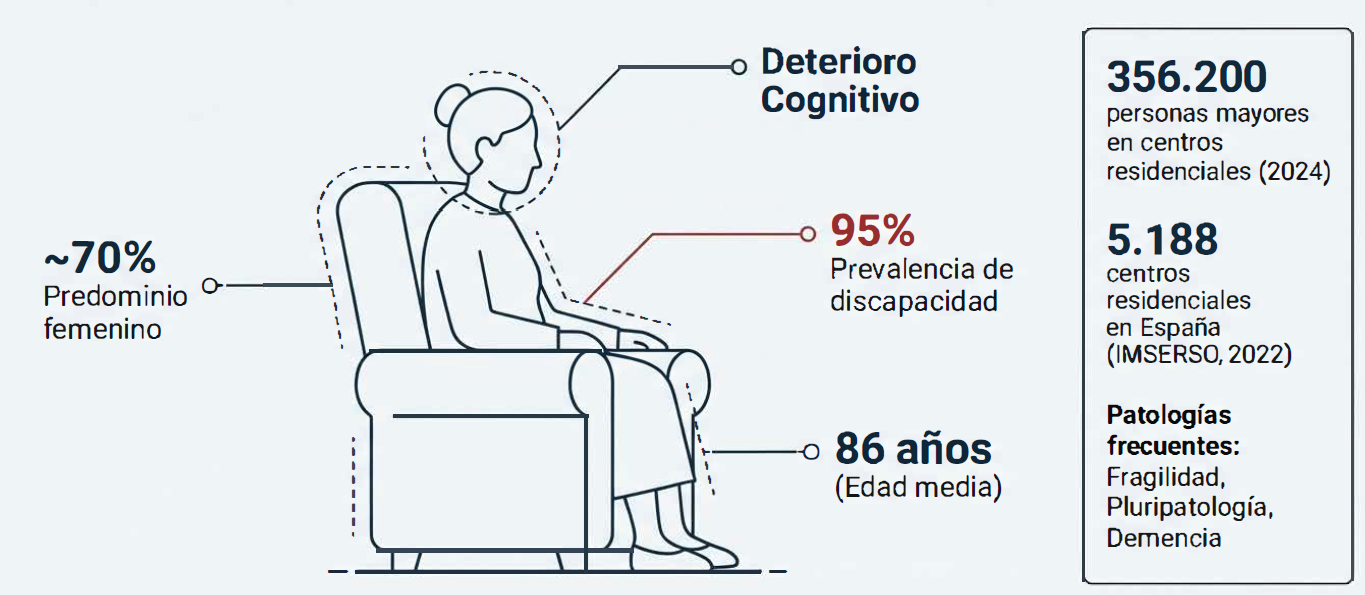 Deterioro
Cognitivo
~70%
Predominio
femenino
95%
Prevalencia de
discapacidad
86 años
(Edad media)
356.200
personas mayores
en centros
residenciales (2024)
5.188
centros
residenciales
en España
(IMSERSO, 2022)
Patologías
frecuentes:
Fragilidad,
Pluripatología,
Demencia